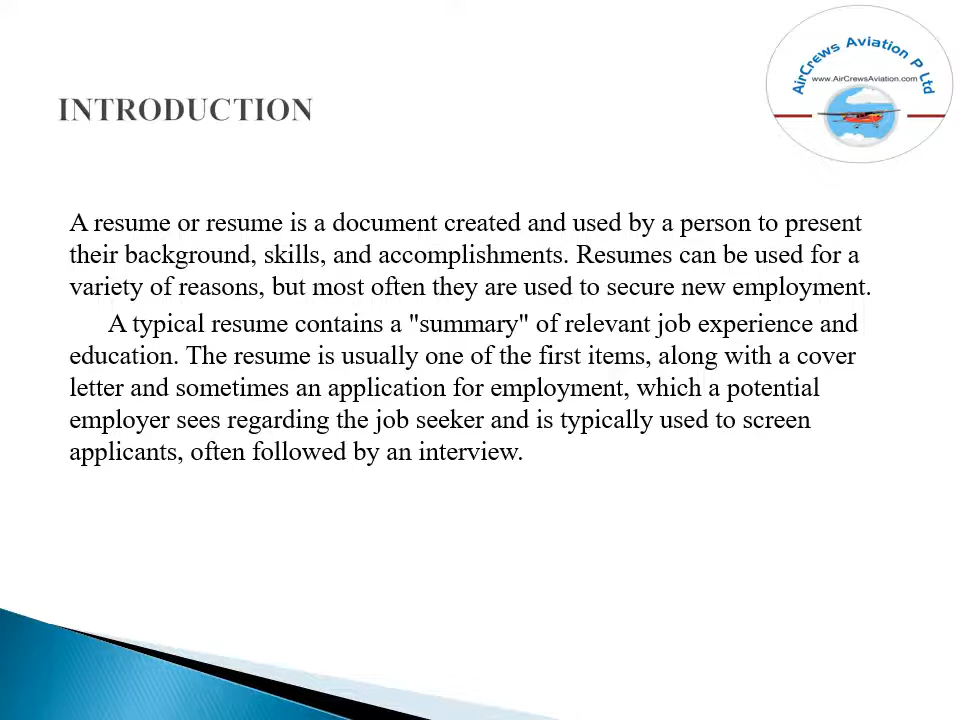 AirCrews Aviation P Ltd
www.AirCrewsAviation.com
INTRODUCTION
A resume or resume is a document created and used by a person to present
their background, skills, and accomplishments. Resumes can be used for a
variety of reasons, but most often they are used to secure new employment.
A typical resume contains a "summary" of relevant job experience and
education. The resume is usually one of the first items, along with a cover
letter and sometimes an application for employment, which a potential
employer sees regarding the job seeker and is typically used to screen
applicants, often followed by an interview.